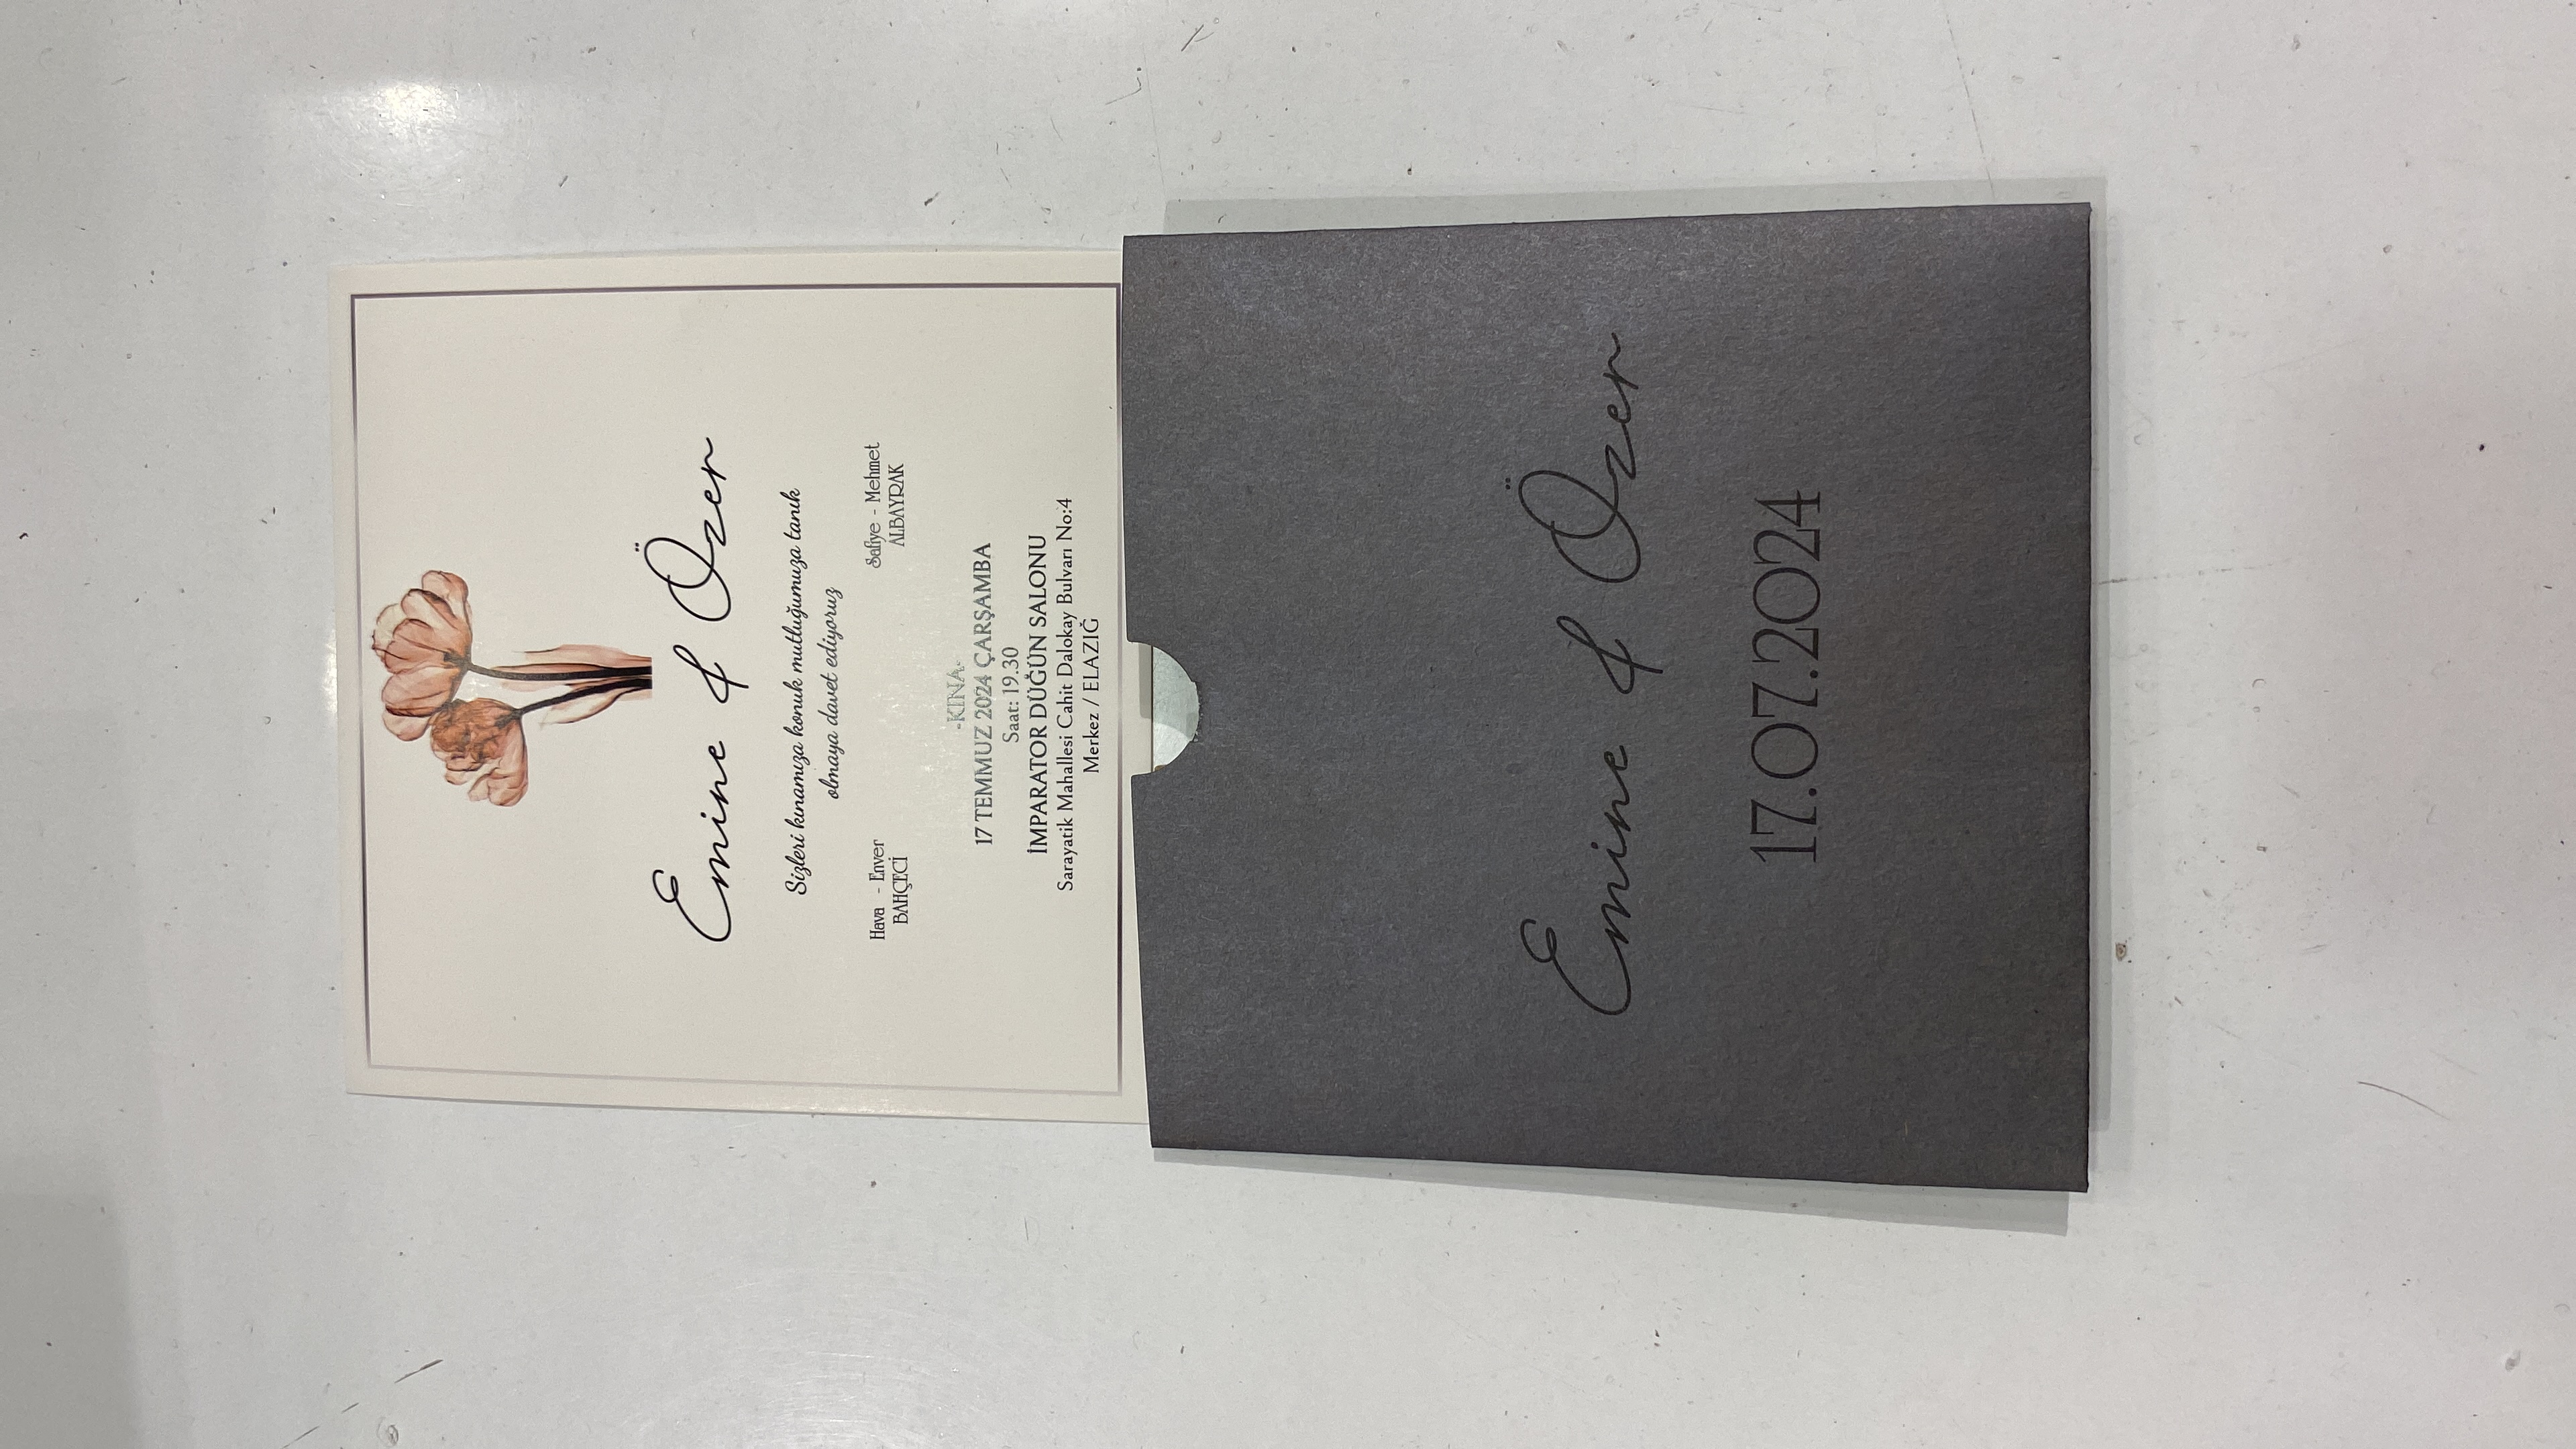 Emine & Özer
Sizleri kınamıza konuk mutluğumuza tanık
olmaya davet ediyoruz
Hava - Enver
BAHÇECİ
Safiye - Mehmet
ALBAYRAK
-KINA-
17 TEMMUZ 2024 ÇARŞAMBA
Saat: 19.30
İMPARATOR DÜĞÜN SALONU
Sarayatik Mahallesi Cahit Dalokay Bulvarı No:4
Merkez / ELAZIĞ
Emine & Özer
17.07.2024